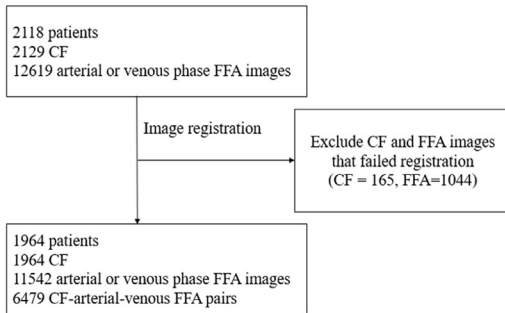 2118 patients
2129 CF
12619 arterial or venous phase FFA images
Image registration
Exclude CF and FFA images
that failed registration
(CF = 165, FFA=1044)
1964 patients
1964 CF
11542 arterial or venous phase FFA images
6479 CF-arterial-venous FFA pairs